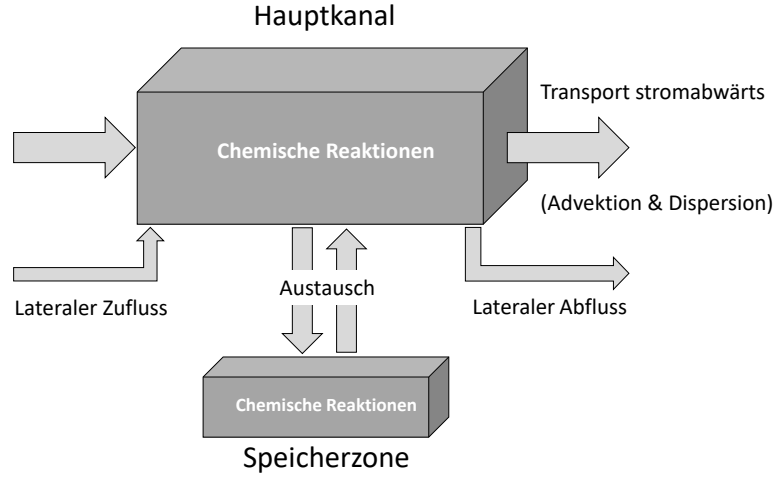 Hauptkanal
Transport stromabwärts
Chemische Reaktionen
(Advektion & Dispersion)
Austausch
Lateraler Zufluss
Lateraler Abfluss
Chemische Reaktionen
Speicherzone